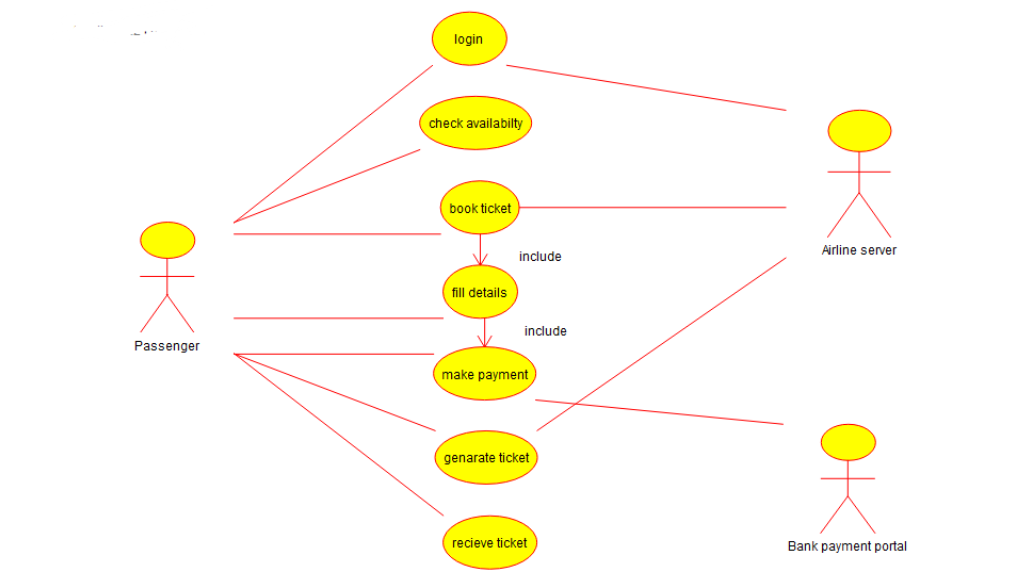 login
check availabilty
book ticket
include
fill details
include
make payment
genarate ticket
recieve ticket
Passenger
Airline server
Bank payment portal